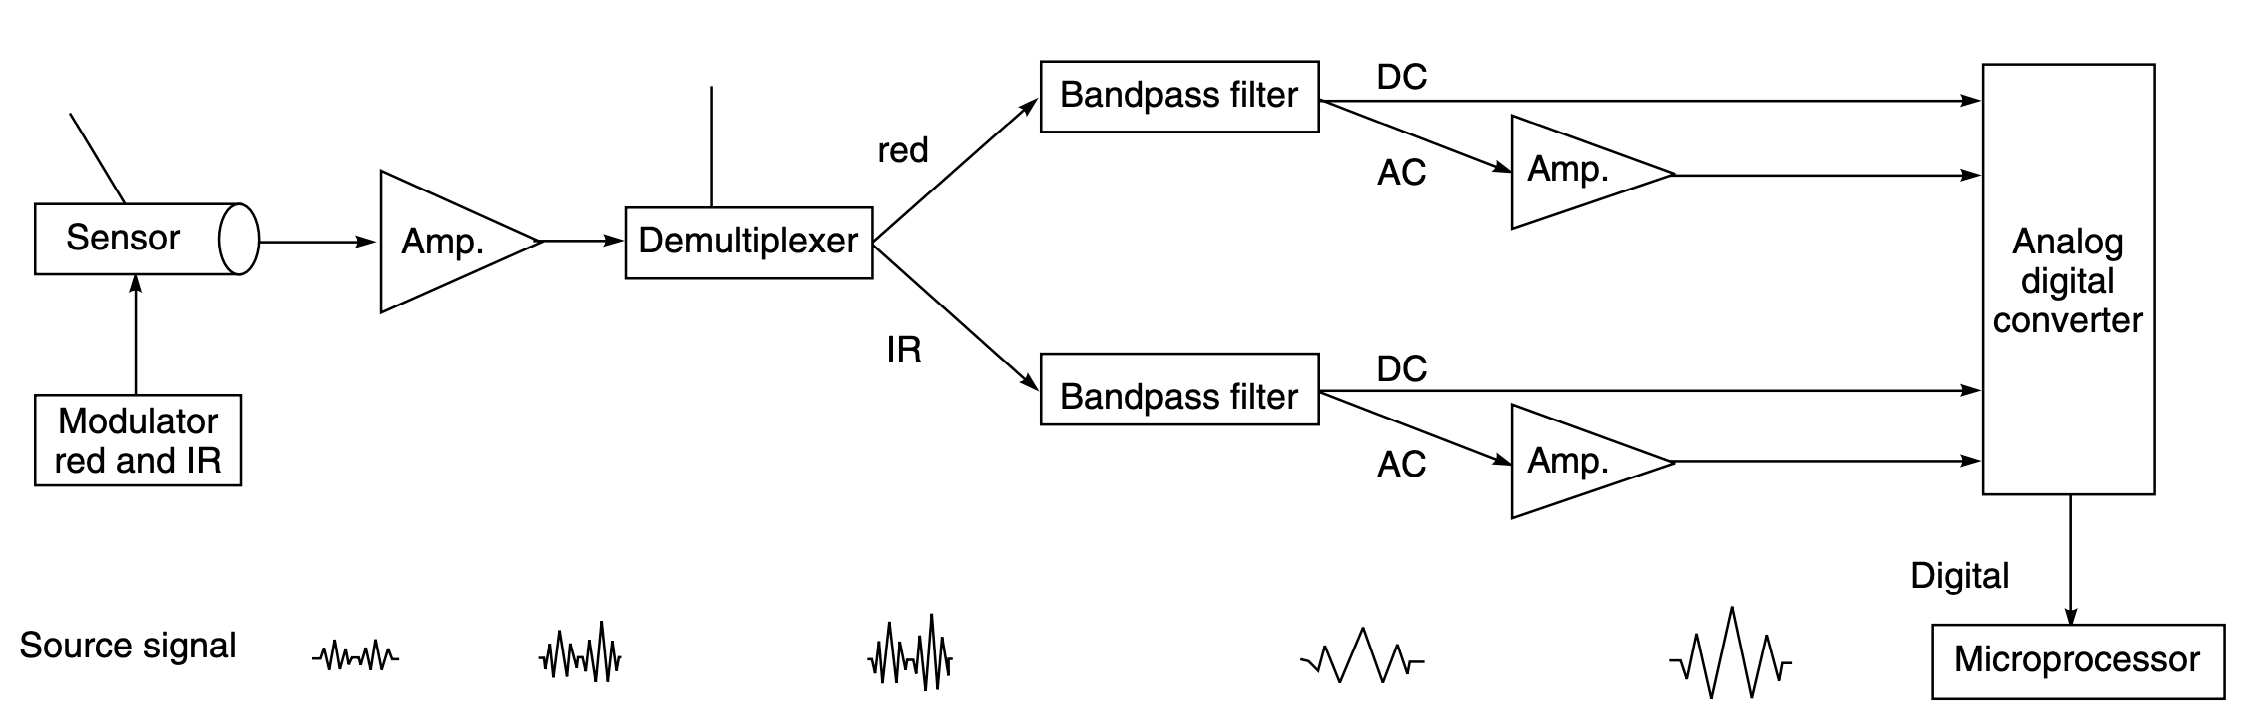 Sensor
Modulator
red and IR
Amp.
Demultiplexer
red
IR
Bandpass filter
DC
AC
Amp.
Bandpass filter
DC
AC
Amp.
Analog
digital
converter
Digital
Microprocessor
Source signal